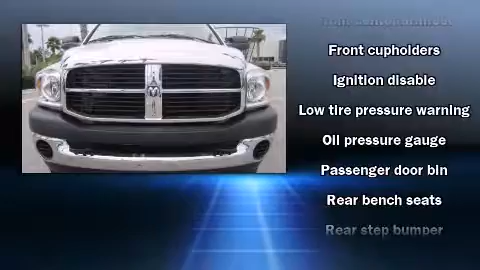 Front cupholders
Ignition disable
Low tire pressure warning
Oil pressure gauge
Passenger door bin
Rear bench seats
Rear step bumper